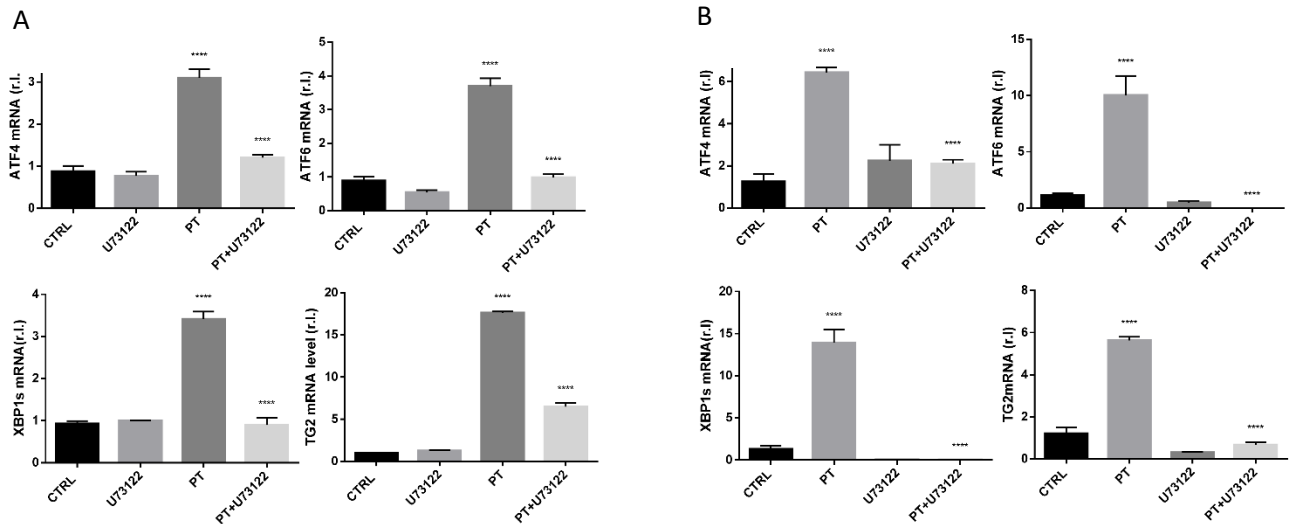 A
ATF4 mRNA (r.l.)
3
2
1
0
****
****
CTRL
U73122
PT
PT+U73122
ATF6 mRNA (r.l.)
5
4
3
2
1
0
****
****
CTRL
U73122
PT
PT+U73122
XBP1s mRNA(r.l.)
4
3
2
1
0
****
****
CTRL
U73122
PT
PT+U73122
TG2 mRNA level (r.l.)
20
15
10
5
0
****
****
CTRL
U73122
PT
PT+U73122
B
ATF4 mRNA (r.l)
6
4
2
0
****
****
CTRL
PT
U73122
PT+U73122
ATF6 mRNA (r.l)
15
10
5
0
****
****
CTRL
PT
U73122
PT+U73122
XBP1s mRNA(r.l)
20
15
10
5
0
****
****
CTRL
PT
U73122
PT+U73122
TG2mRNA (r.l)
8
6
4
2
0
****
****
CTRL
PT
U73122
PT+U73122